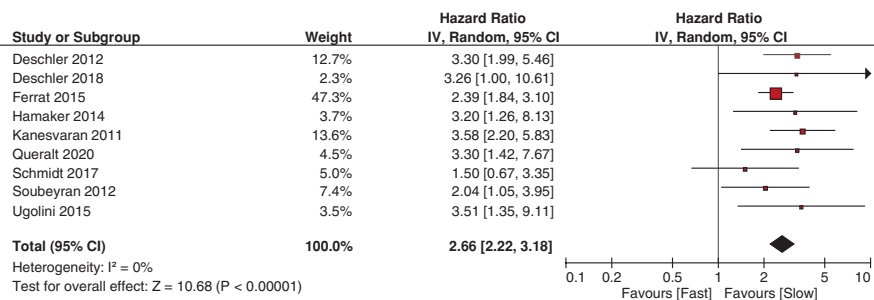 Hazard Ratio Hazard Ratio
Study or Subgroup Weight IV, Random, 95% CI IV, Random, 95% CI
Deschler 2012 12.7% 3.30 [1.99, 5.46]
Deschler 2018 2.3% 3.26 [1.00, 10.61]
Ferrat 2015 47.3% 2.39 [1.84, 3.10]
Hamaker 2014 3.7% 3.20 [1.26, 8.13]
Kanesvaran 2011 13.6% 3.58 [2.20, 5.83]
Queralt 2020 4.5% 3.30 [1.42, 7.67]
Schmidt 2017 5.0% 1.50 [0.67, 3.35]
Soubeyran 2012 7.4% 2.04 [1.05, 3.95]
Ugolini 2015 3.5% 3.51 [1.35, 9.11]
Total (95% CI) 100.0% 2.66 [2.22, 3.18]
Heterogeneity: I² = 0%
0.1 0.2 0.5 1 2 5 10
Test for overall effect: Z = 10.68 (P < 0.00001)
Favours [Fast] Favours [Slow]